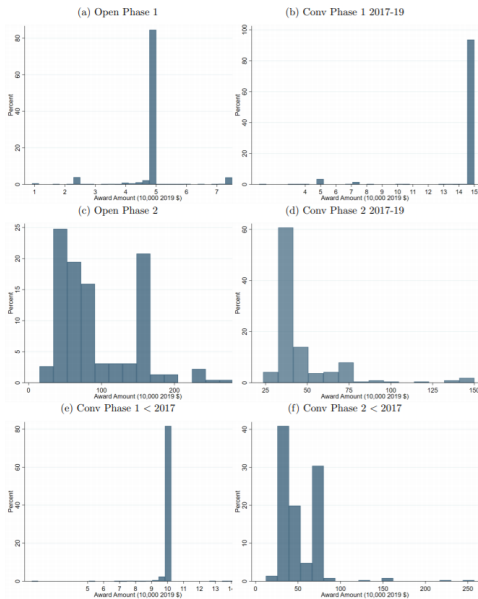 (a) Open Phase 1
(b) Conv Phase 1 2017-19
Percent
0 20 40 60 80
1 2 3 4 5 6 7
Award Amount (10,000 2019 $)
Percent
0 20 40 60 80 100
4 5 6 7 8 9 10 12 13 14 15
Award Amount (10,000 2019 $)
(c) Open Phase 2
(d) Conv Phase 2 2017-19
Percent
0 5 10 15 20 25
0 100 200
Award Amount (10,000 2019 $)
Percent
0 20 40 60
25 50 75 100 150
Award Amount (10,000 2019 $)
(e) Conv Phase 1 < 2017
(f) Conv Phase 2 < 2017
Percent
0 20 40 60 80
5 6 7 8 9 10 12 13
Award Amount (10,000 2019 $)
Percent
0 10 20 30 40
0 50 100 150 200 250
Award Amount (10,000 2019 $)